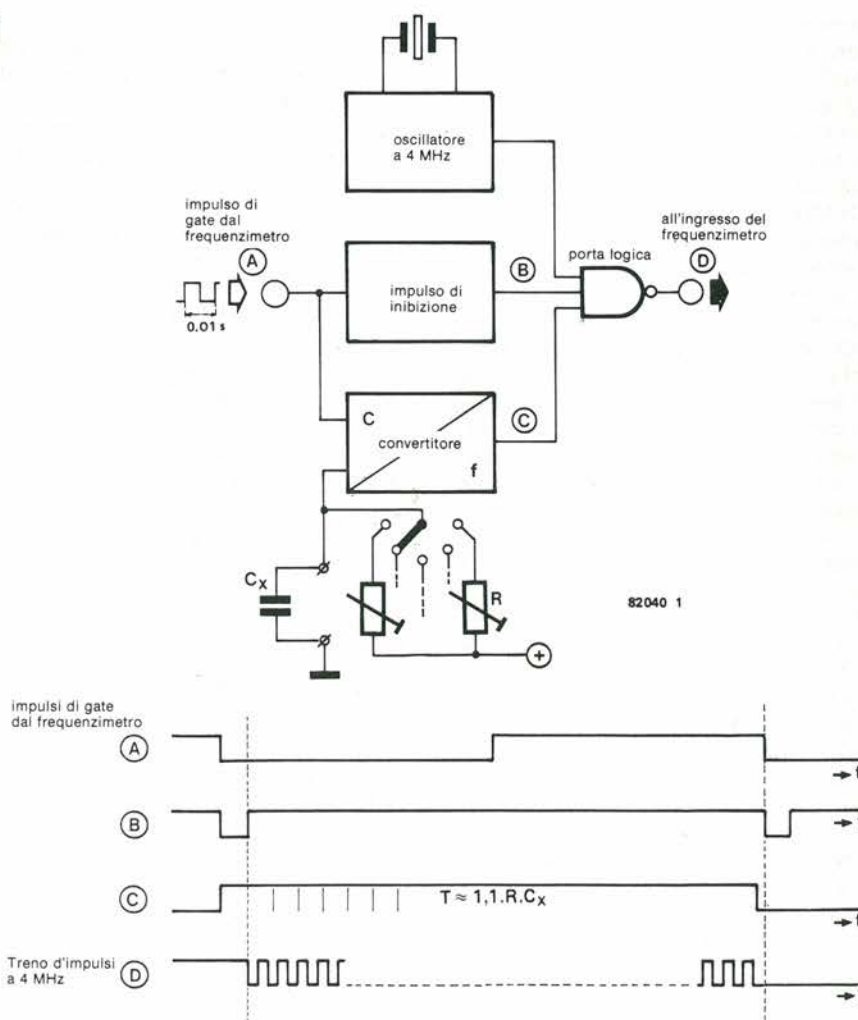 oscillatore
a 4 MHz
impulso di
gate dal
frequenzimetro
A
0.01 s
impulso di
inibizione
B
porta logica
all'ingresso del
frequenzimetro
D
C
convertitore
f
C
Cx
R
82040 1
+
impulsi di gate
dal frequenzimetro
A
t
B
C
T ≈ 1,1.R.Cx
t
Treno d'impulsi
a 4 MHz
D